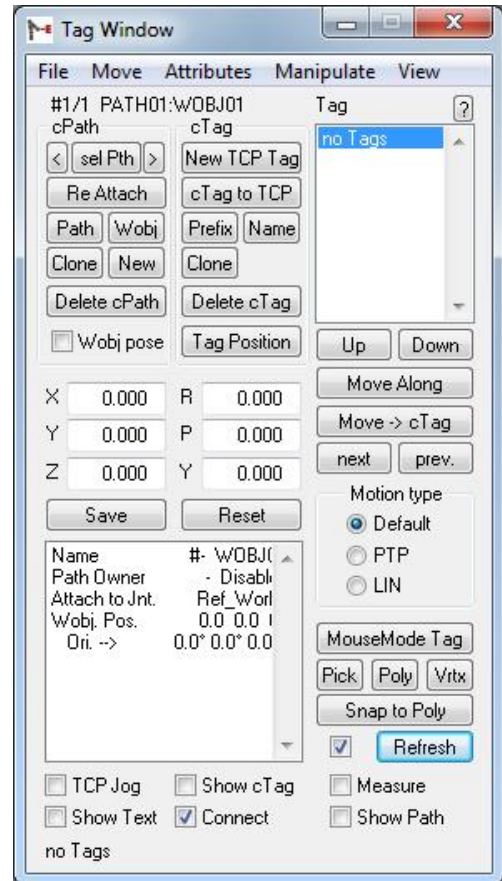 Tag Window
File Move Attributes Manipulate View
#1/1 PATH01:WOBJ01 Tag ?
cPath cTag
no Tags
< sel Pth > New TCP Tag
Re Attach cTag to TCP
Path Wobj Prefix Name
Clone New Clone
Delete cPath Delete cTag
Wobj pose Tag Position
Up Down
Move Along
X 0.000 R 0.000
Move -> cTag
Y 0.000 P 0.000
next prev.
Z 0.000 Y 0.000
Motion type
Save Reset
Default
PTP
LIN
Name #- WOBJ0
Path Owner - Disabl
Attach to Jnt. Ref_Worl
Wobj. Pos. 0.0 0.0
Ori. --> 0.0° 0.0° 0.0
MouseMode Tag
Pick Poly Vrtx
Snap to Poly
Refresh
TCP Jog Show cTag Measure
Show Text Connect Show Path
no Tags